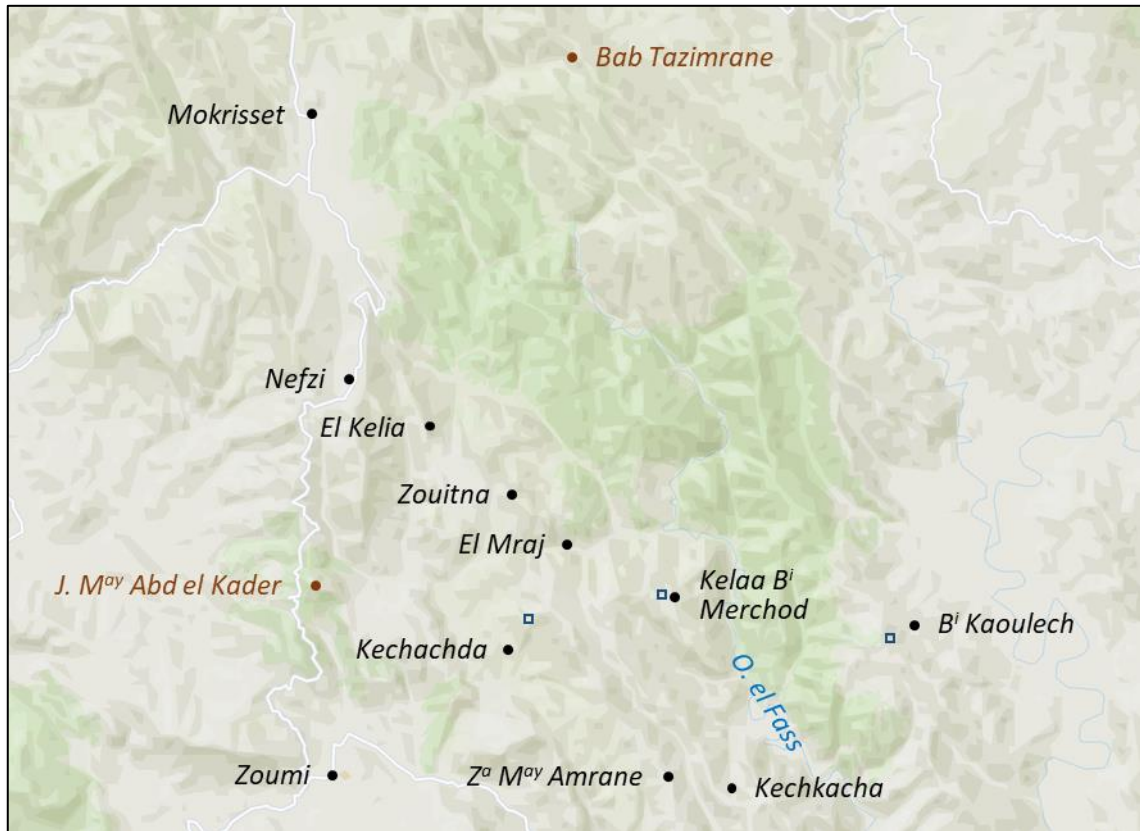 Bab Tazimrane
Mokrisset
Nefzi
El Kelia
Zouitna
El Mraj
J. Mᵃʸ Abd el Kader
Kelaa Bⁱ
Merchod
Bⁱ Kaoulech
Kechachda
O. el Fass
Zoumi
Zᵃ Mᵃʸ Amrane
Kechkacha